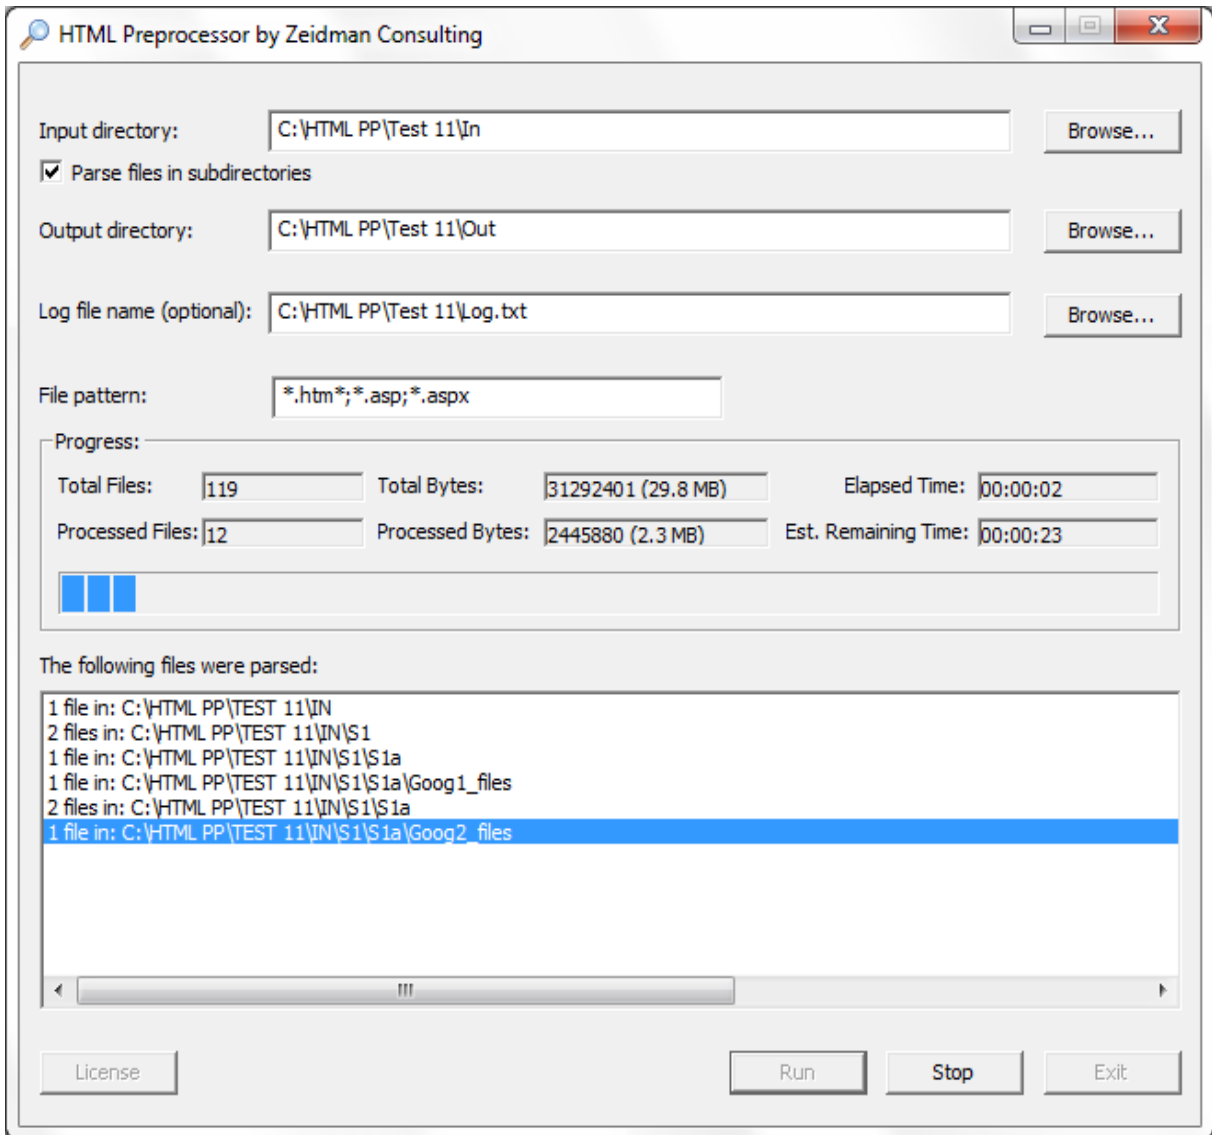 HTML Preprocessor by Zeidman Consulting
Input directory: C:\HTML PP\Test 11\In Browse...
Parse files in subdirectories
Output directory: C:\HTML PP\Test 11\Out Browse...
Log file name (optional): C:\HTML PP\Test 11\Log.txt Browse...
File pattern: *.htm*;*.asp;*.aspx
Progress:
Total Files: 119 Total Bytes: 31292401 (29.8 MB) Elapsed Time: 00:00:02
Processed Files: 12 Processed Bytes: 2445880 (2.3 MB) Est. Remaining Time: 00:00:23
The following files were parsed:
1 file in: C:\HTML PP\TEST 11\IN
2 files in: C:\HTML PP\TEST 11\IN\S1
1 file in: C:\HTML PP\TEST 11\IN\S1\S1a
1 file in: C:\HTML PP\TEST 11\IN\S1\S1a\Goog1_files
2 files in: C:\HTML PP\TEST 11\IN\S1\S1a
1 file in: C:\HTML PP\TEST 11\IN\S1\S1a\Goog2_files
License Run Stop Exit